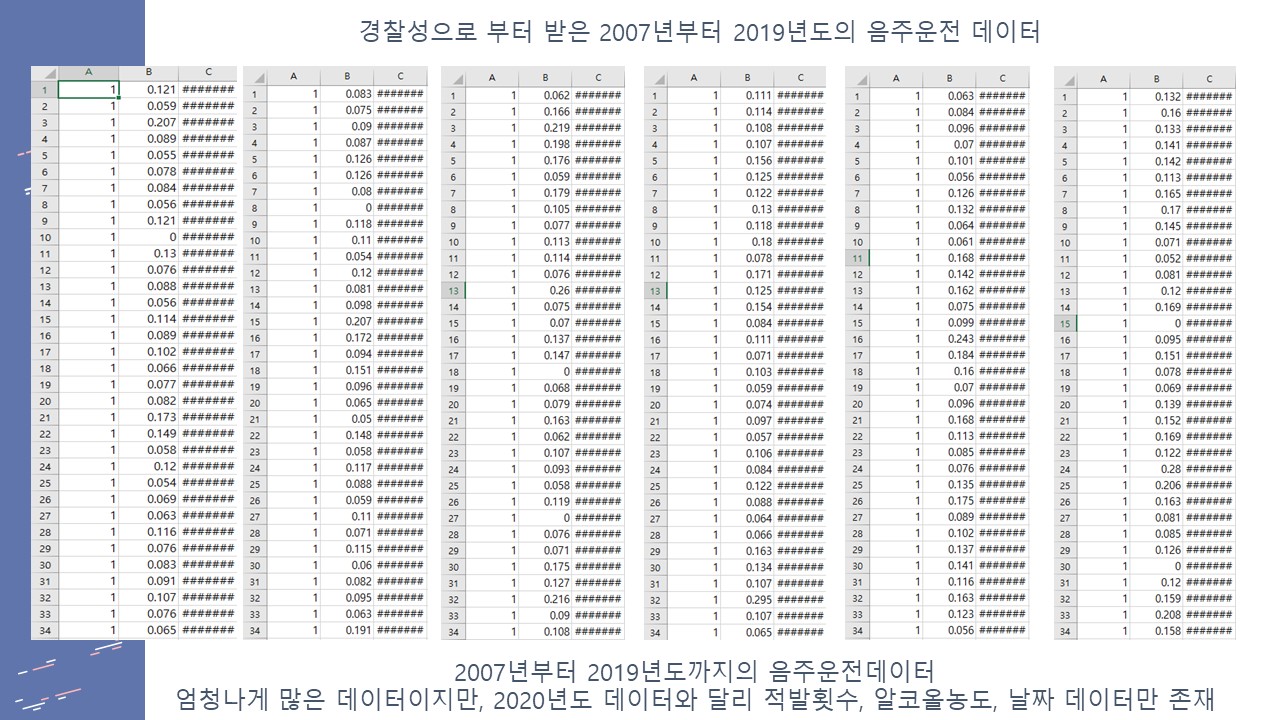 경찰성으로 부터 받은 2007년부터 2019년도의 음주운전 데이터
A B C
1 1 0.121 #######
2 1 0.059 #######
3 1 0.207 #######
4 1 0.089 #######
5 1 0.055 #######
6 1 0.078 #######
7 1 0.084 #######
8 1 0.056 #######
9 1 0.121 #######
10 1 0 #######
11 1 0.13 #######
12 1 0.076 #######
13 1 0.088 #######
14 1 0.056 #######
15 1 0.114 #######
16 1 0.089 #######
17 1 0.102 #######
18 1 0.066 #######
19 1 0.077 #######
20 1 0.082 #######
21 1 0.173 #######
22 1 0.149 #######
23 1 0.058 #######
24 1 0.12 #######
25 1 0.054 #######
26 1 0.069 #######
27 1 0.063 #######
28 1 0.116 #######
29 1 0.076 #######
30 1 0.083 #######
31 1 0.091 #######
32 1 0.107 #######
33 1 0.076 #######
34 1 0.065 #######
A B C
1 1 0.083 #######
2 1 0.075 #######
3 1 0.09 #######
4 1 0.087 #######
5 1 0.126 #######
6 1 0.126 #######
7 1 0.08 #######
8 1 0 #######
9 1 0.118 #######
10 1 0.11 #######
11 1 0.054 #######
12 1 0.12 #######
13 1 0.081 #######
14 1 0.098 #######
15 1 0.207 #######
16 1 0.172 #######
17 1 0.094 #######
18 1 0.151 #######
19 1 0.096 #######
20 1 0.065 #######
21 1 0.05 #######
22 1 0.148 #######
23 1 0.058 #######
24 1 0.117 #######
25 1 0.088 #######
26 1 0.059 #######
27 1 0.11 #######
28 1 0.071 #######
29 1 0.115 #######
30 1 0.06 #######
31 1 0.082 #######
32 1 0.095 #######
33 1 0.063 #######
34 1 0.191 #######
A B C
1 1 0.062 #######
2 1 0.166 #######
3 1 0.219 #######
4 1 0.198 #######
5 1 0.176 #######
6 1 0.059 #######
7 1 0.179 #######
8 1 0.105 #######
9 1 0.077 #######
10 1 0.113 #######
11 1 0.114 #######
12 1 0.076 #######
13 1 0.26 #######
14 1 0.075 #######
15 1 0.07 #######
16 1 0.137 #######
17 1 0.147 #######
18 1 0 #######
19 1 0.068 #######
20 1 0.079 #######
21 1 0.163 #######
22 1 0.062 #######
23 1 0.107 #######
24 1 0.093 #######
25 1 0.058 #######
26 1 0.119 #######
27 1 0 #######
28 1 0.076 #######
29 1 0.071 #######
30 1 0.175 #######
31 1 0.127 #######
32 1 0.216 #######
33 1 0.09 #######
34 1 0.108 #######
A B C
1 1 0.111 #######
2 1 0.114 #######
3 1 0.108 #######
4 1 0.107 #######
5 1 0.156 #######
6 1 0.125 #######
7 1 0.122 #######
8 1 0.13 #######
9 1 0.118 #######
10 1 0.18 #######
11 1 0.078 #######
12 1 0.171 #######
13 1 0.125 #######
14 1 0.154 #######
15 1 0.084 #######
16 1 0.111 #######
17 1 0.071 #######
18 1 0.103 #######
19 1 0.059 #######
20 1 0.074 #######
21 1 0.097 #######
22 1 0.057 #######
23 1 0.106 #######
24 1 0.084 #######
25 1 0.122 #######
26 1 0.088 #######
27 1 0.064 #######
28 1 0.066 #######
29 1 0.163 #######
30 1 0.134 #######
31 1 0.107 #######
32 1 0.295 #######
33 1 0.107 #######
34 1 0.065 #######
A B C
1 1 0.063 #######
2 1 0.084 #######
3 1 0.096 #######
4 1 0.07 #######
5 1 0.101 #######
6 1 0.056 #######
7 1 0.126 #######
8 1 0.132 #######
9 1 0.064 #######
10 1 0.061 #######
11 1 0.168 #######
12 1 0.142 #######
13 1 0.162 #######
14 1 0.075 #######
15 1 0.099 #######
16 1 0.243 #######
17 1 0.184 #######
18 1 0.16 #######
19 1 0.07 #######
20 1 0.096 #######
21 1 0.168 #######
22 1 0.113 #######
23 1 0.085 #######
24 1 0.076 #######
25 1 0.135 #######
26 1 0.175 #######
27 1 0.089 #######
28 1 0.102 #######
29 1 0.137 #######
30 1 0.141 #######
31 1 0.116 #######
32 1 0.163 #######
33 1 0.123 #######
34 1 0.056 #######
A B C
1 1 0.132 #######
2 1 0.16 #######
3 1 0.133 #######
4 1 0.141 #######
5 1 0.142 #######
6 1 0.113 #######
7 1 0.165 #######
8 1 0.17 #######
9 1 0.145 #######
10 1 0.071 #######
11 1 0.052 #######
12 1 0.081 #######
13 1 0.12 #######
14 1 0.169 #######
15 1 0 #######
16 1 0.095 #######
17 1 0.151 #######
18 1 0.078 #######
19 1 0.069 #######
20 1 0.139 #######
21 1 0.152 #######
22 1 0.169 #######
23 1 0.122 #######
24 1 0.28 #######
25 1 0.206 #######
26 1 0.163 #######
27 1 0.081 #######
28 1 0.085 #######
29 1 0.126 #######
30 1 0 #######
31 1 0.12 #######
32 1 0.159 #######
33 1 0.208 #######
34 1 0.158 #######
2007년부터 2019년도까지의 음주운전데이터
엄청나게 많은 데이터이지만, 2020년도 데이터와 달리 적발횟수, 알코올농도, 날짜 데이터만 존재